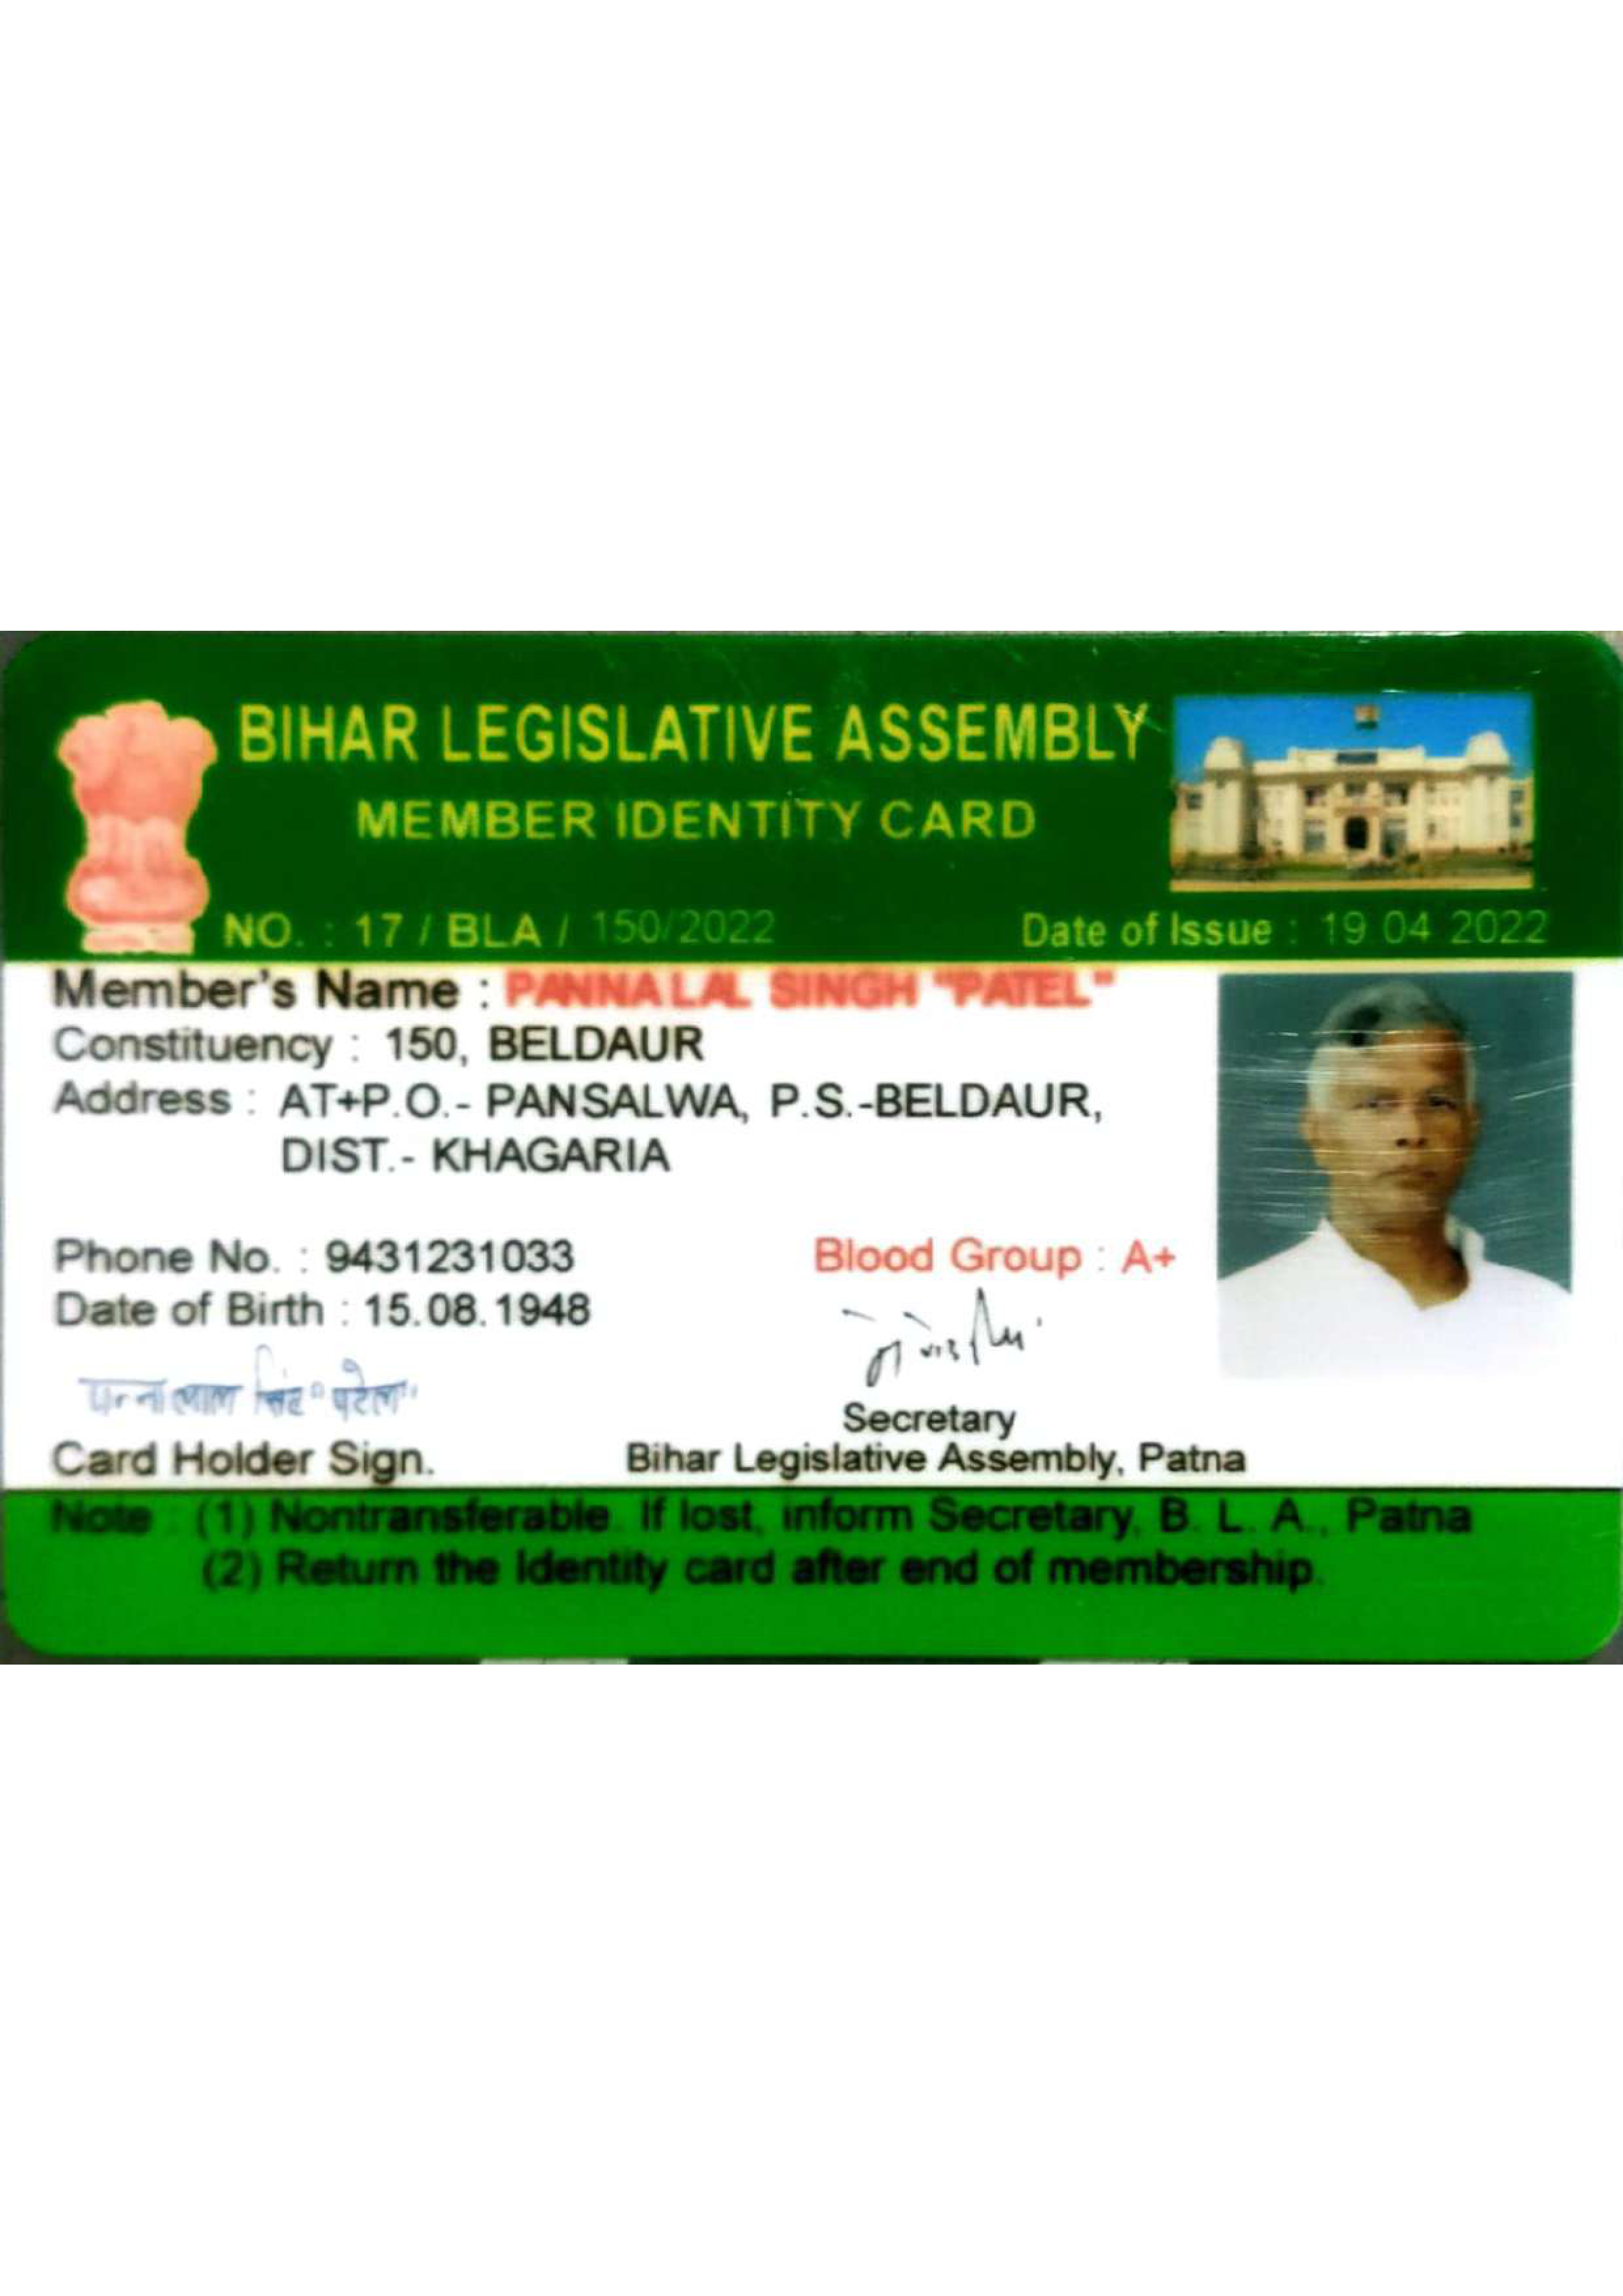 BIHAR LEGISLATIVE ASSEMBLY
MEMBER IDENTITY CARD
NO. : 17 / BLA / 150/2022 Date of Issue : 19 04 2022
Member's Name : PANNA LAL SINGH "PATEL"
Constituency : 150, BELDAUR
Address : AT+P.O.- PANSALWA, P.S.-BELDAUR,
DIST.- KHAGARIA
Phone No. : 9431231033 Blood Group : A+
Date of Birth : 15.08.1948
पन्ना लाल सिंह "पटेल"
Card Holder Sign.
Secretary
Bihar Legislative Assembly, Patna
Note : (1) Nontransferable. If lost, inform Secretary, B. L. A., Patna
(2) Return the Identity card after end of membership.